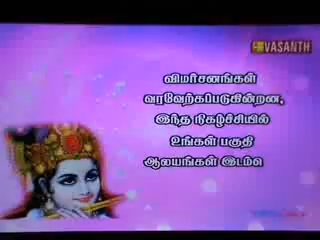 VASANTH
விமர்சனங்கள்
வரவேற்கப்படுகின்றன,
இந்த நிகழ்ச்சியில்
உங்கள் பகுதி
ஆலயங்கள் இடம்பெ